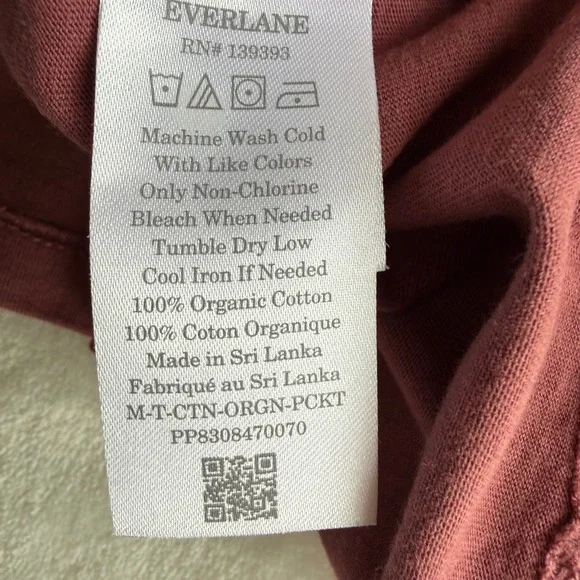 EVERLANE
RN# 139393
Machine Wash Cold
With Like Colors
Only Non-Chlorine
Bleach When Needed
Tumble Dry Low
Cool Iron If Needed
100% Organic Cotton
100% Coton Organique
Made in Sri Lanka
Fabriqué au Sri Lanka
M-T-CTN-ORGN-PCKT
PP8308470070